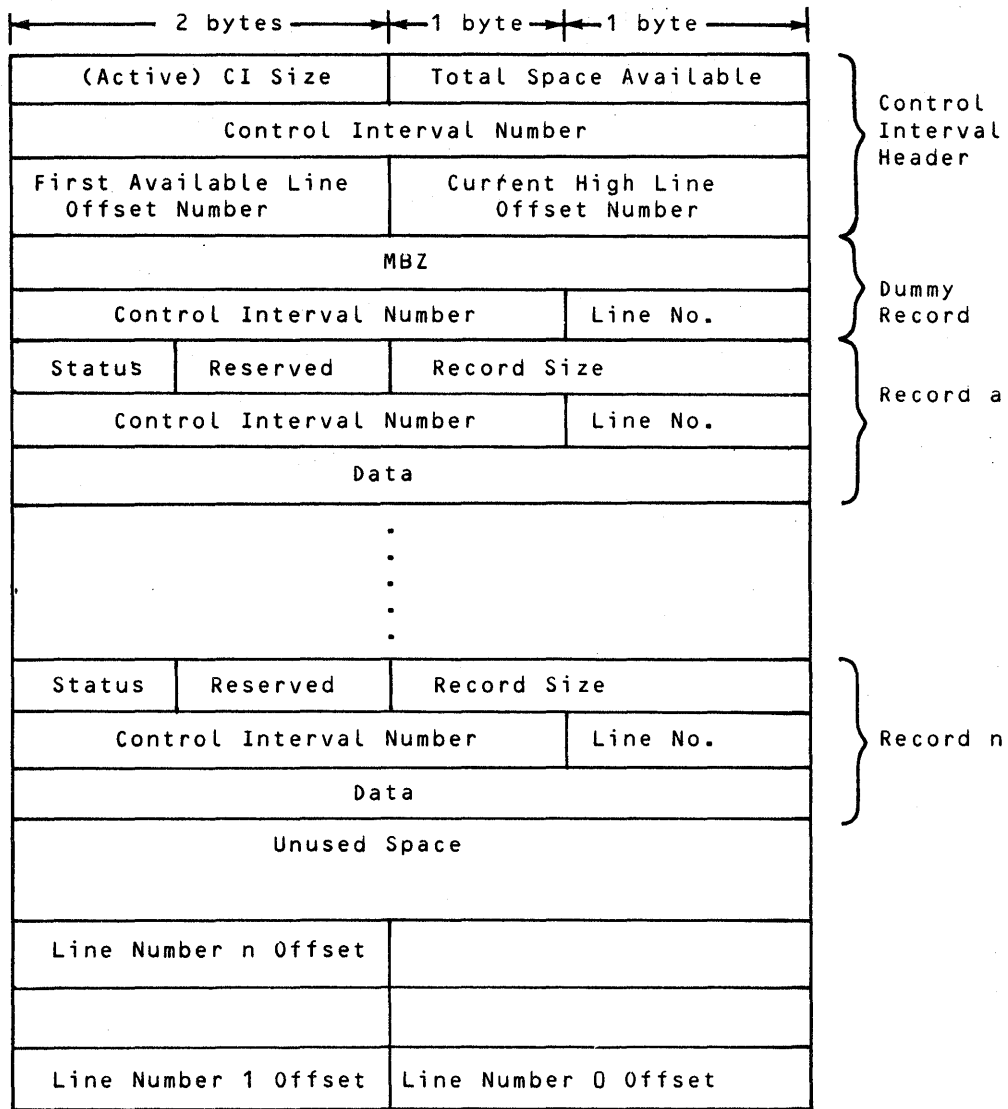 2 bytes 1 byte 1 byte
(Active) CI Size Total Space Available
Control Interval Number
Control
Interval
Header
First Available Line
Offset Number
Current High Line
Offset Number
MBZ
Control Interval Number Line No.
Dummy
Record
Status Reserved Record Size
Control Interval Number Line No.
Data
Record a
.
.
.
.
.
Status Reserved Record Size
Control Interval Number Line No.
Data
Record n
Unused Space
Line Number n Offset
Line Number 1 Offset Line Number 0 Offset